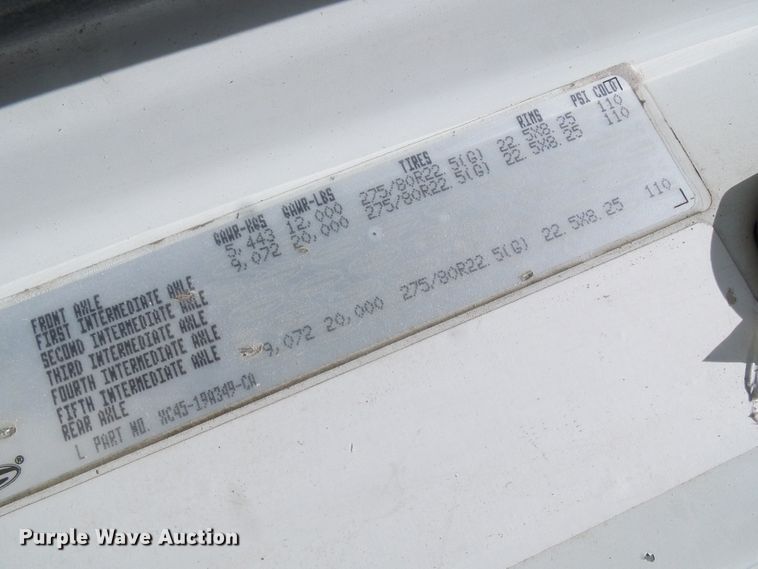 GAWR-KGS GAWR-LBS TIRES RIMS PSI COLD
FRONT AXLE 5,443 12,000 275/80R22.5(G) 22.5X8.25 110
FIRST INTERMEDIATE AXLE 9,072 20,000 275/80R22.5(G) 22.5X8.25 110
SECOND INTERMEDIATE AXLE
THIRD INTERMEDIATE AXLE
FOURTH INTERMEDIATE AXLE
FIFTH INTERMEDIATE AXLE
REAR AXLE 9,072 20,000 275/80R22.5(G) 22.5X8.25 110
L PART NO. XC45-19A349-CA
®
Purple Wave Auction